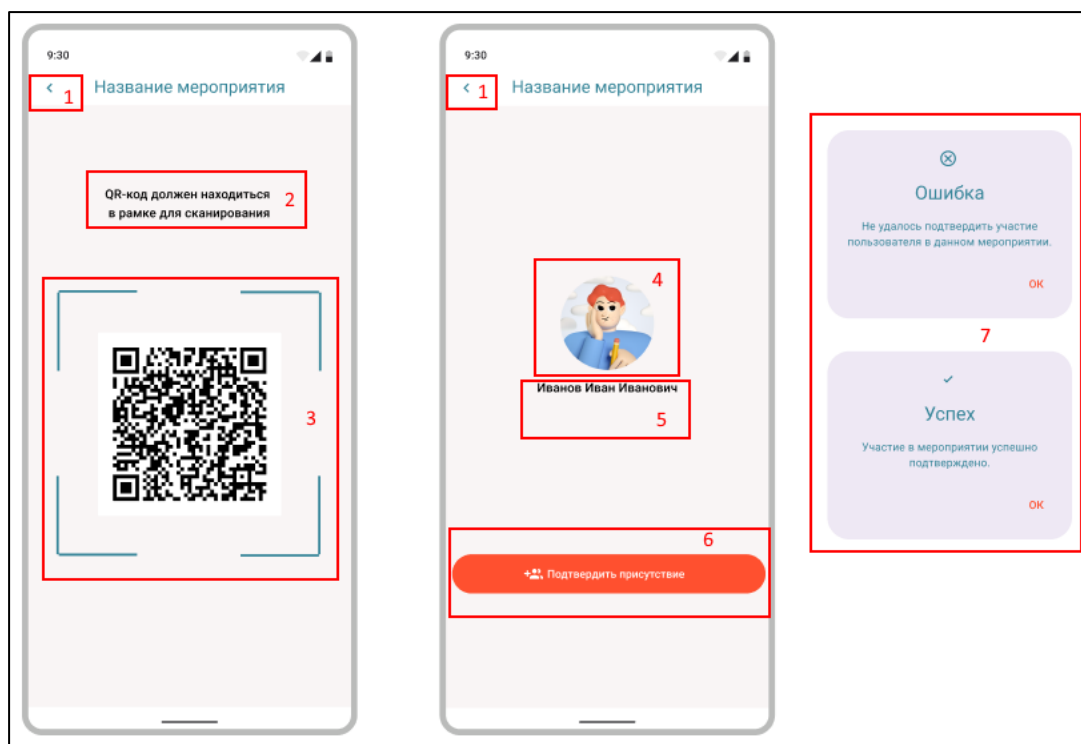 9:30
1
Название мероприятия
2
QR-код должен находиться
в рамке для сканирования
3
9:30
1
Название мероприятия
4
Иванов Иван Иванович
5
6
Подтвердить присутствие
Ошибка
Не удалось подтвердить участие
пользователя в данном мероприятии.
ОК
7
Успех
Участие в мероприятии успешно
подтверждено.
ОК